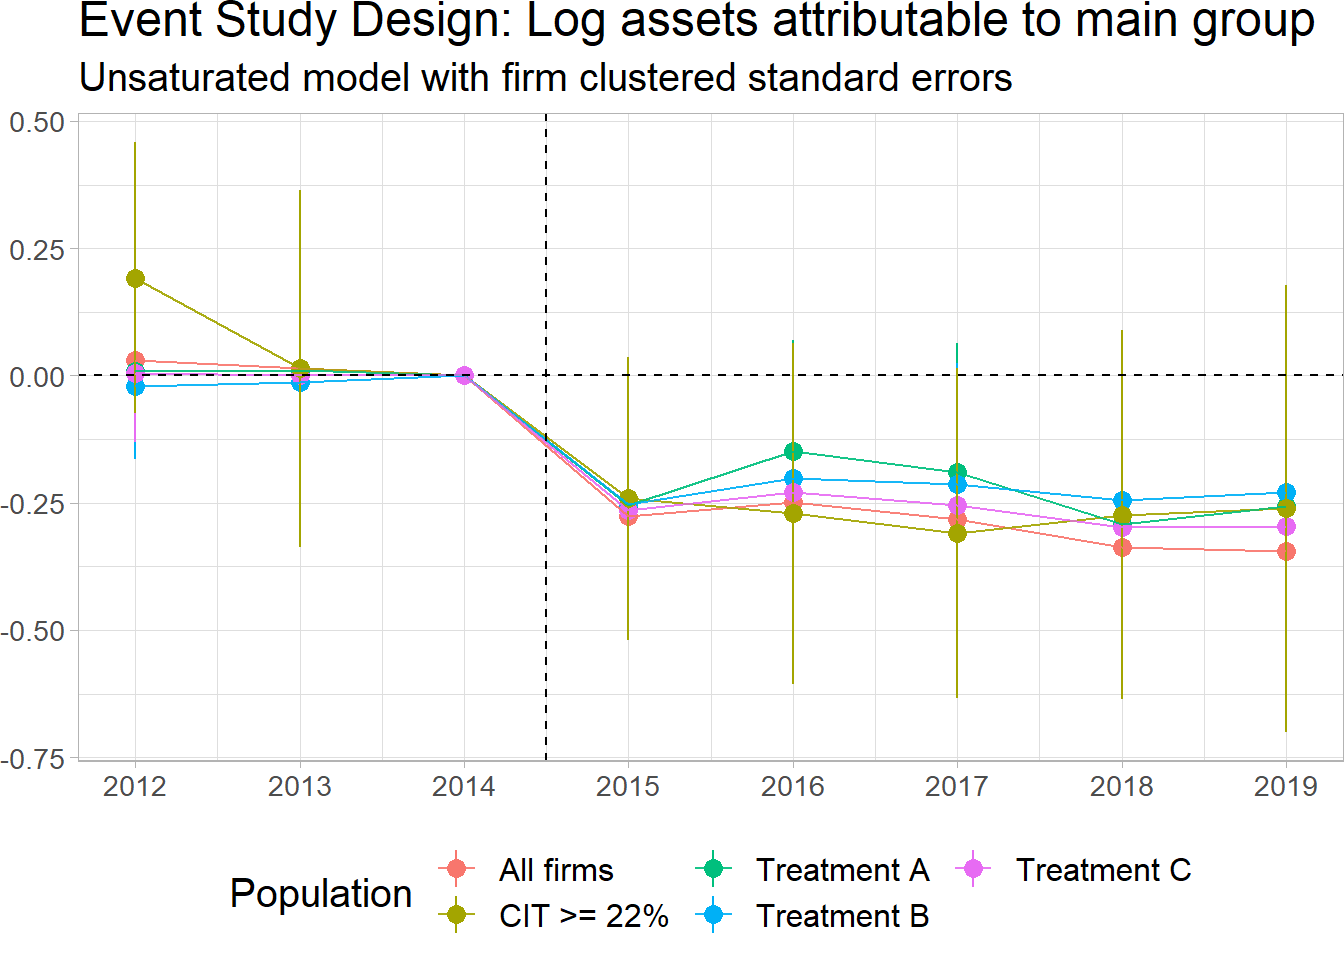 Event Study Design: Log assets attributable to main group
Unsaturated model with firm clustered standard errors
0.50
0.25
0.00
-0.25
-0.50
-0.75
2012 2013 2014 2015 2016 2017 2018 2019
Population
All firms
Treatment A
Treatment C
CIT >= 22%
Treatment B